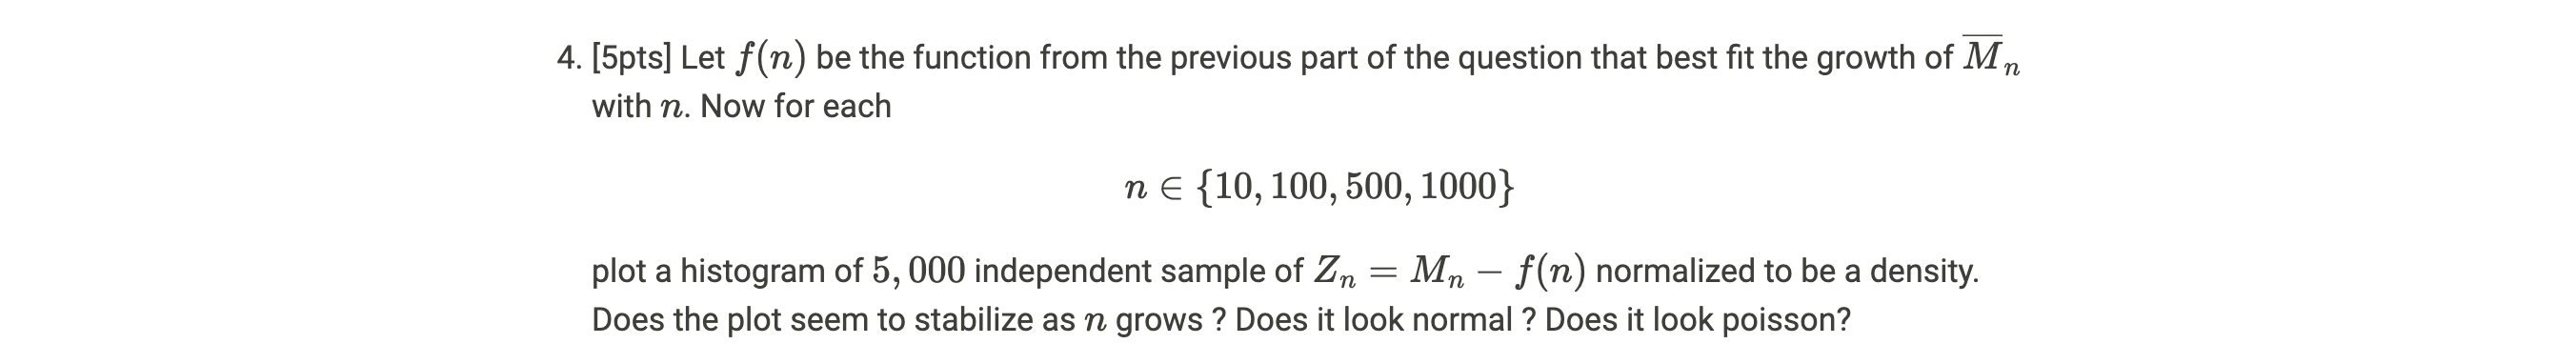 4. [5pts] Let f(n) be the function from the previous part of the question that best fit the growth of M̅ₙ
with n. Now for each
n ∈ {10, 100, 500, 1000}
plot a histogram of 5, 000 independent sample of Zₙ = Mₙ − f(n) normalized to be a density.
Does the plot seem to stabilize as n grows ? Does it look normal ? Does it look poisson?